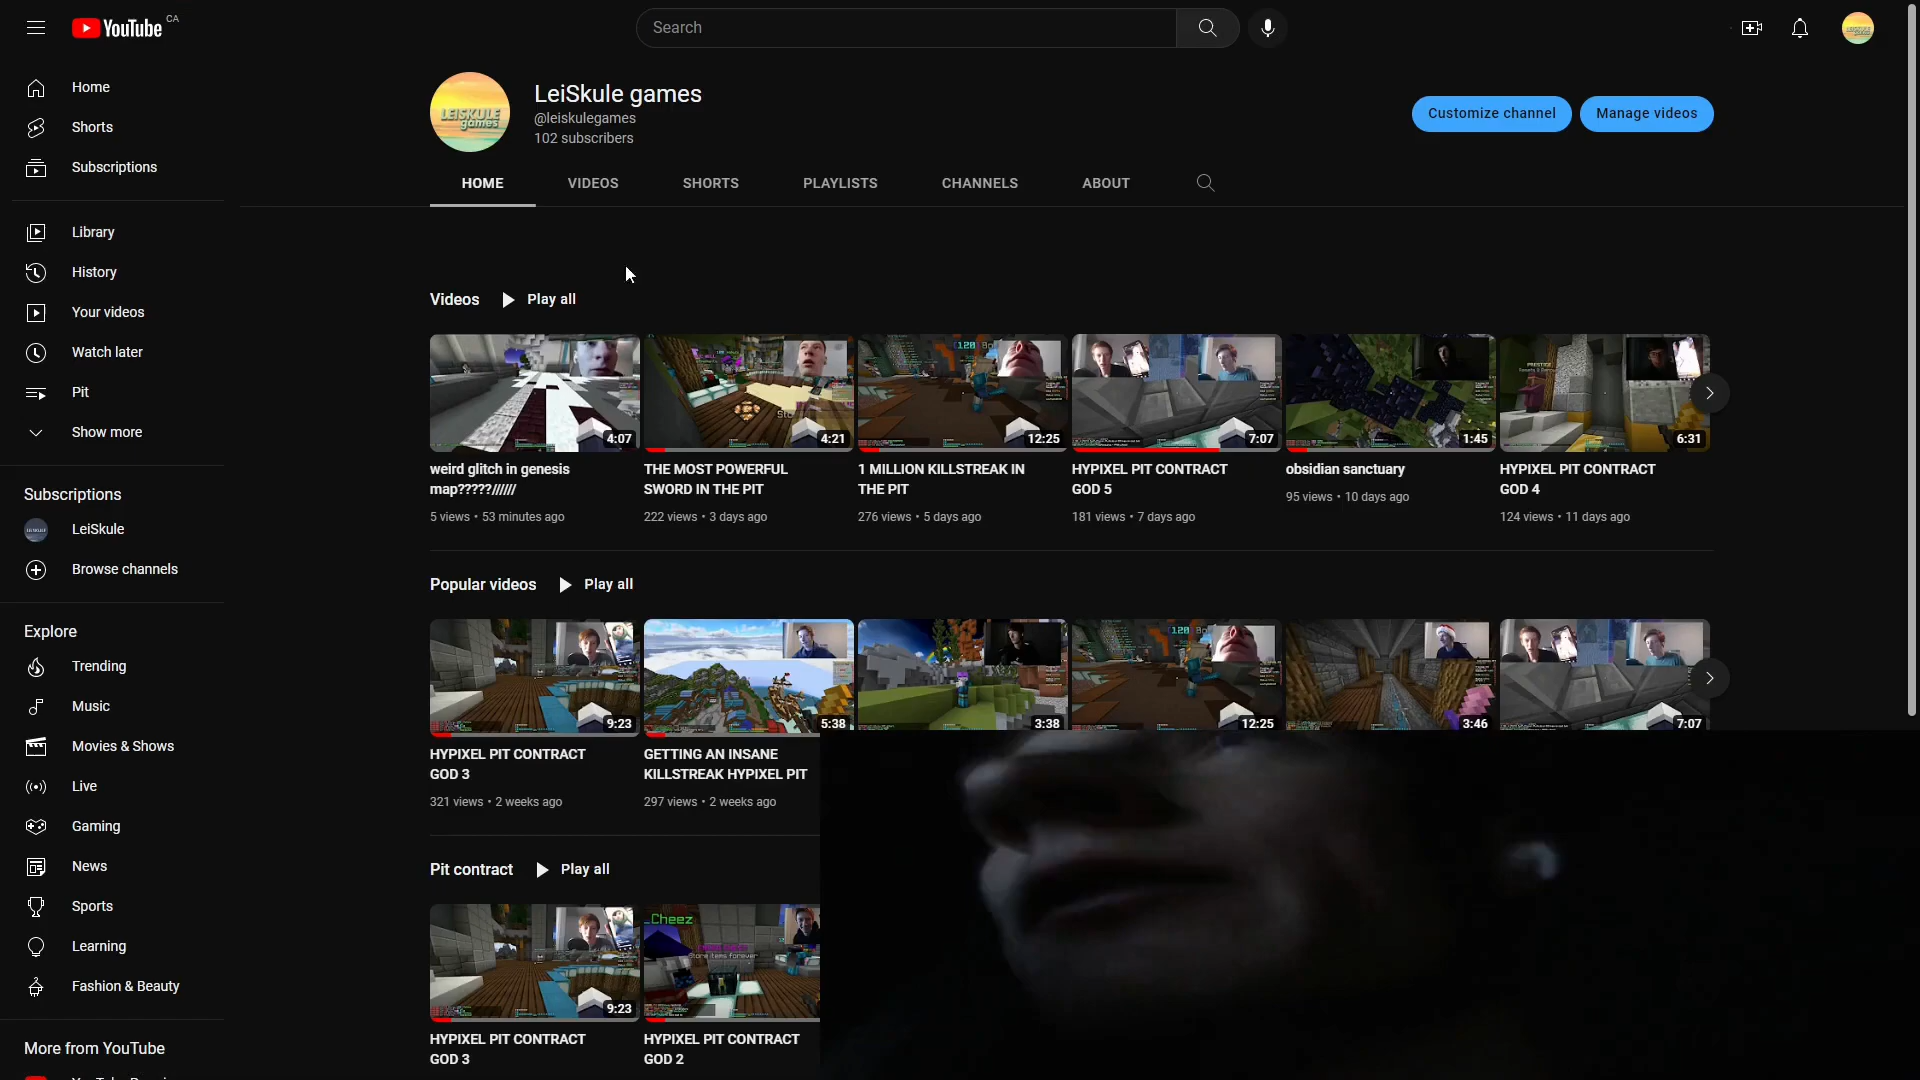 YouTube CA
Search
Home
Shorts
Subscriptions
Library
History
Your videos
Watch later
Pit
Show more
Subscriptions
LeiSkule
Browse channels
Explore
Trending
Music
Movies & Shows
Live
Gaming
News
Sports
Learning
Fashion & Beauty
More from YouTube
LEISKULE
games
LeiSkule games
@leiskulegames
102 subscribers
Customize channel
Manage videos
HOME
VIDEOS
SHORTS
PLAYLISTS
CHANNELS
ABOUT
Videos
Play all
4:07
4:21
12:25
7:07
1:45
6:31
weird glitch in genesis
map?????//////
5 views • 53 minutes ago
THE MOST POWERFUL
SWORD IN THE PIT
222 views • 3 days ago
1 MILLION KILLSTREAK IN
THE PIT
276 views • 5 days ago
HYPIXEL PIT CONTRACT
GOD 5
181 views • 7 days ago
obsidian sanctuary
95 views • 10 days ago
HYPIXEL PIT CONTRACT
GOD 4
124 views • 11 days ago
Popular videos
Play all
9:23
5:38
3:38
12:25
3:46
7:07
HYPIXEL PIT CONTRACT
GOD 3
321 views • 2 weeks ago
GETTING AN INSANE
KILLSTREAK HYPIXEL PIT
297 views • 2 weeks ago
Pit contract
Play all
9:23
_Cheez
Store items forever
HYPIXEL PIT CONTRACT
GOD 3
HYPIXEL PIT CONTRACT
GOD 2